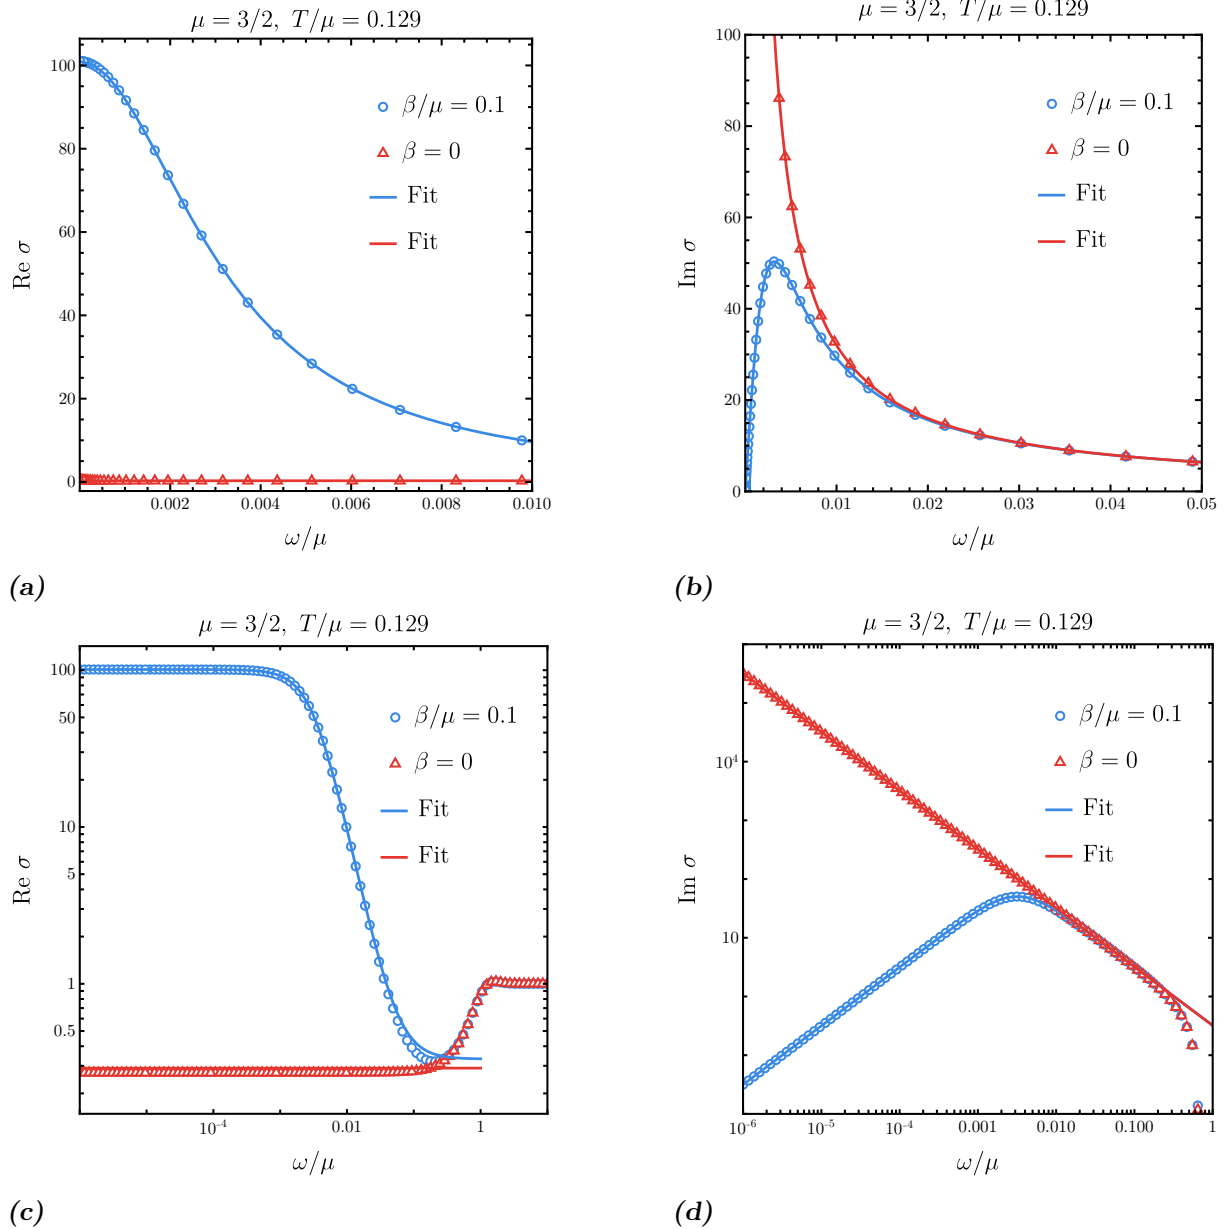 μ = 3/2, T/μ = 0.129
Re σ
100
80
60
40
20
0
0.002
0.004
0.006
0.008
0.010
ω/μ
β/μ = 0.1
β = 0
Fit
Fit
(a)
μ = 3/2, T/μ = 0.129
Im σ
100
80
60
40
20
0
0.01
0.02
0.03
0.04
0.05
ω/μ
β/μ = 0.1
β = 0
Fit
Fit
(b)
μ = 3/2, T/μ = 0.129
Re σ
100
50
10
5
1
0.5
10⁻⁴
0.01
1
ω/μ
β/μ = 0.1
β = 0
Fit
Fit
(c)
μ = 3/2, T/μ = 0.129
Im σ
10⁴
10
10⁻⁶
10⁻⁵
10⁻⁴
0.001
0.010
0.100
1
ω/μ
β/μ = 0.1
β = 0
Fit
Fit
(d)